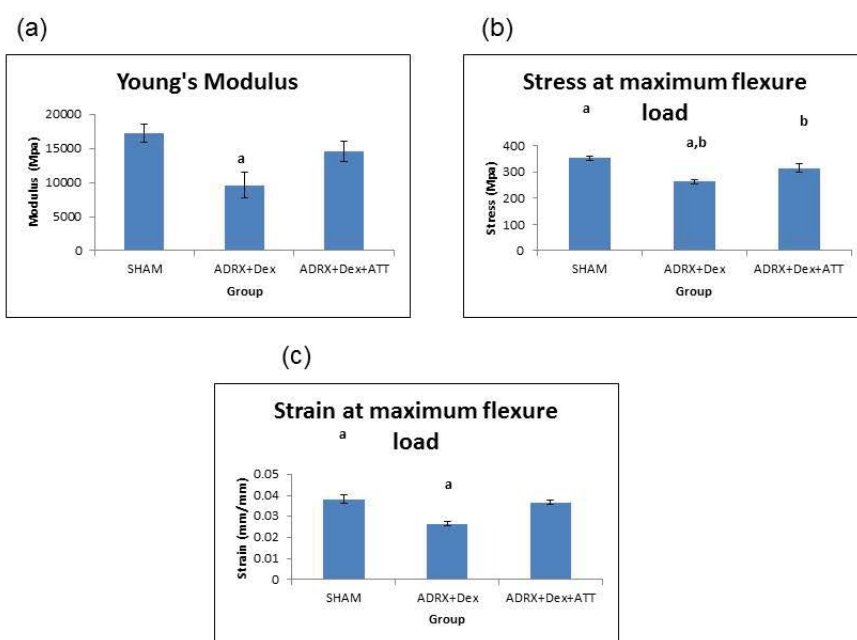 (a)
Young's Modulus
20000
15000
10000
5000
0
Modulus (Mpa)
a
SHAM ADRX+Dex ADRX+Dex+ATT
Group
(b)
Stress at maximum flexure
load
a
a,b
b
400
300
200
100
0
Stress (Mpa)
SHAM ADRX+Dex ADRX+Dex+ATT
Group
(c)
Strain at maximum flexure
load
a
a
0.05
0.04
0.03
0.02
0.01
0
Strain (mm/mm)
SHAM ADRX+Dex ADRX+Dex+ATT
Group